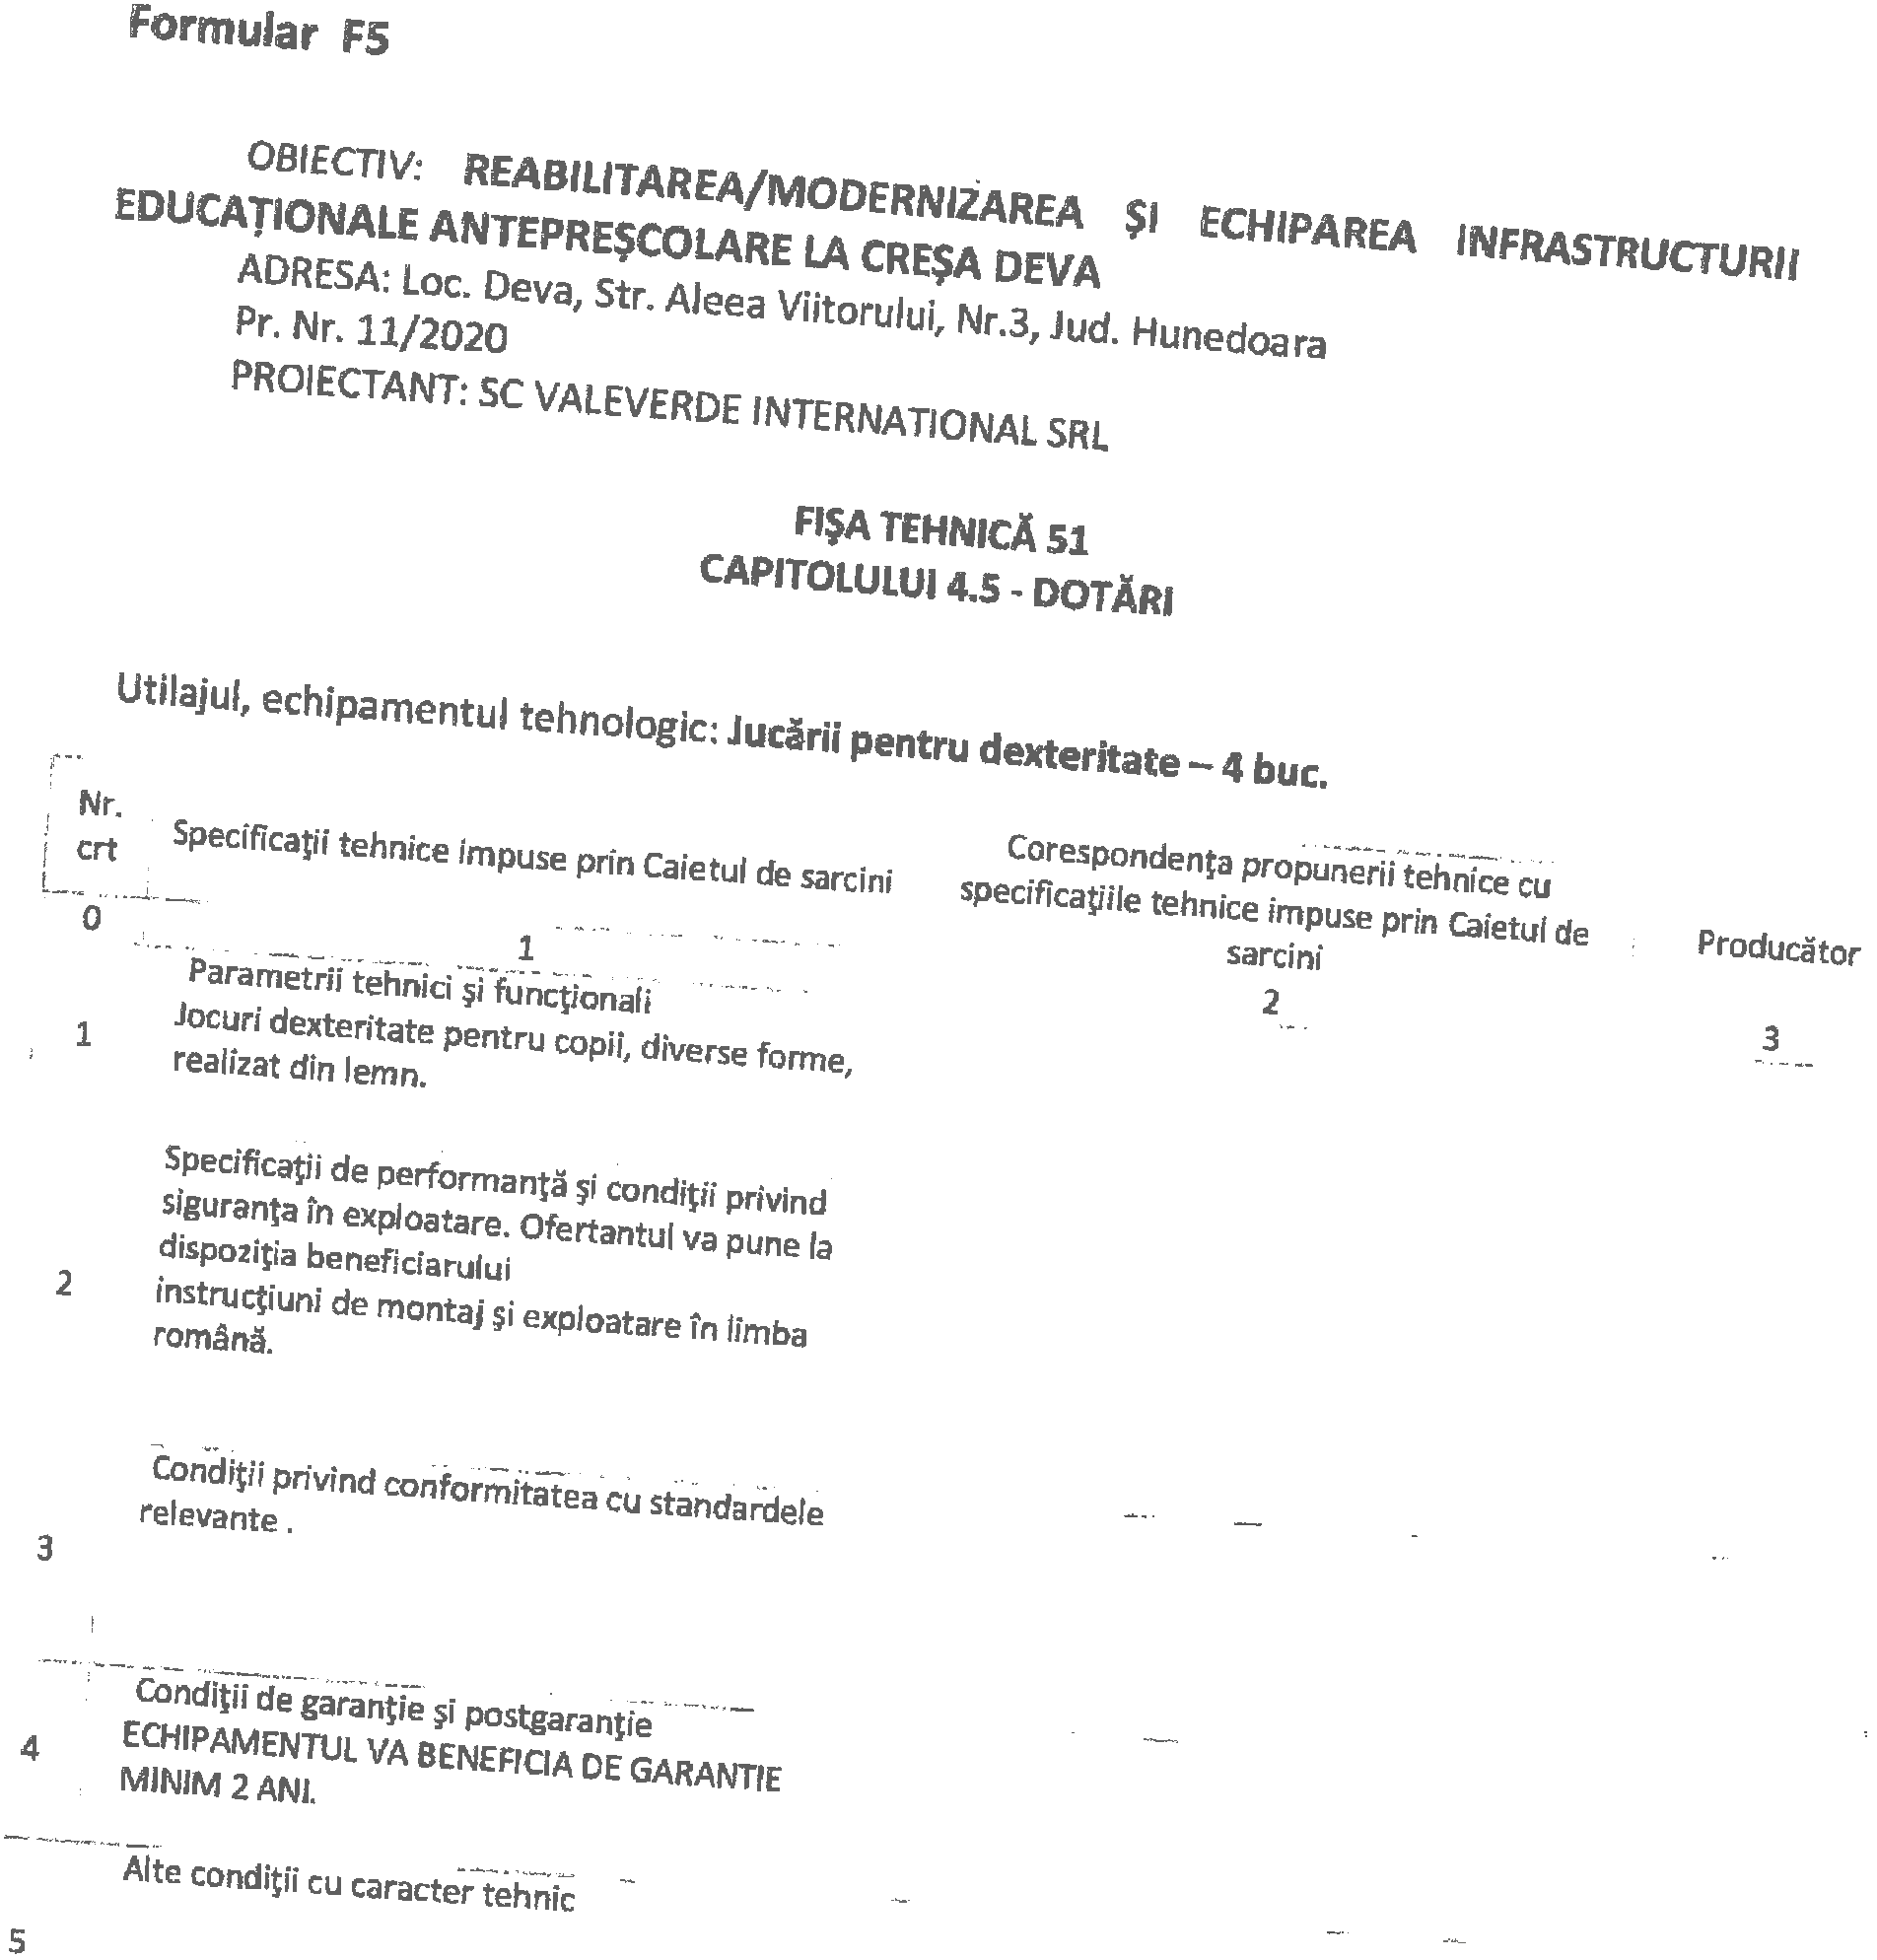 Formular F5
OBIECTIV: REABILITAREA/MODERNIZAREA ŞI ECHIPAREA INFRASTRUCTURII
EDUCAŢIONALE ANTEPREŞCOLARE LA CREŞA DEVA
ADRESA: Loc. Deva, Str. Aleea Viitorului, Nr.3, Jud. Hunedoara
Pr. Nr. 11/2020
PROIECTANT: SC VALEVERDE INTERNATIONAL SRL
FIŞA TEHNICĂ 51
CAPITOLULUI 4.5 - DOTĂRI
Utilajul, echipamentul tehnologic: Jucării pentru dexteritate – 4 buc.
Nr.
crt
Specificaţii tehnice impuse prin Caietul de sarcini
Corespondenţa propunerii tehnice cu
specificaţiile tehnice impuse prin Caietul de
sarcini
Producător
0
1
2
3
1
Parametrii tehnici şi funcţionali
Jocuri dexteritate pentru copii, diverse forme,
realizat din lemn.
2
Specificaţii de performanţă şi condiţii privind
siguranţa în exploatare. Ofertantul va pune la
dispoziţia beneficiarului
instrucţiuni de montaj şi exploatare în limba
română.
3
Condiţii privind conformitatea cu standardele
relevante .
4
Condiţii de garanţie şi postgaranţie
ECHIPAMENTUL VA BENEFICIA DE GARANTIE
MINIM 2 ANI.
5
Alte condiţii cu caracter tehnic